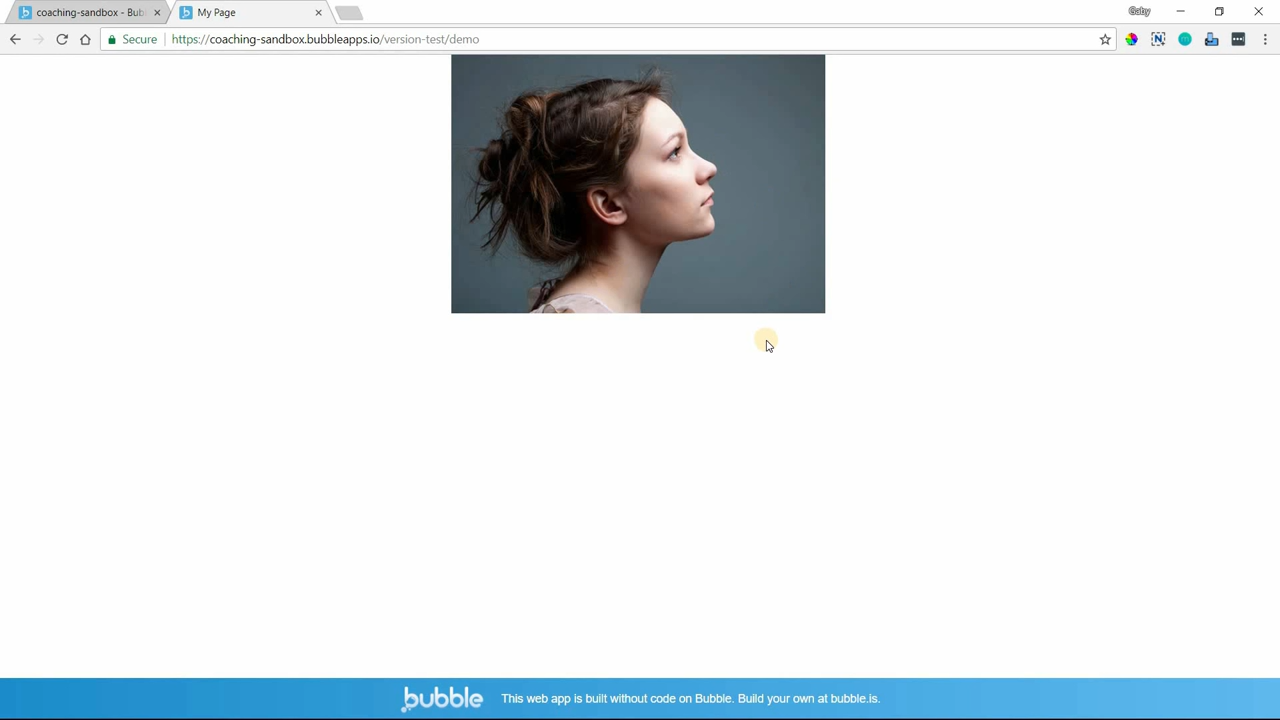 coaching-sandbox - Bub
My Page
Gaby
Secure
https://coaching-sandbox.bubbleapps.io/version-test/demo
bubble
This web app is built without code on Bubble. Build your own at bubble.is.